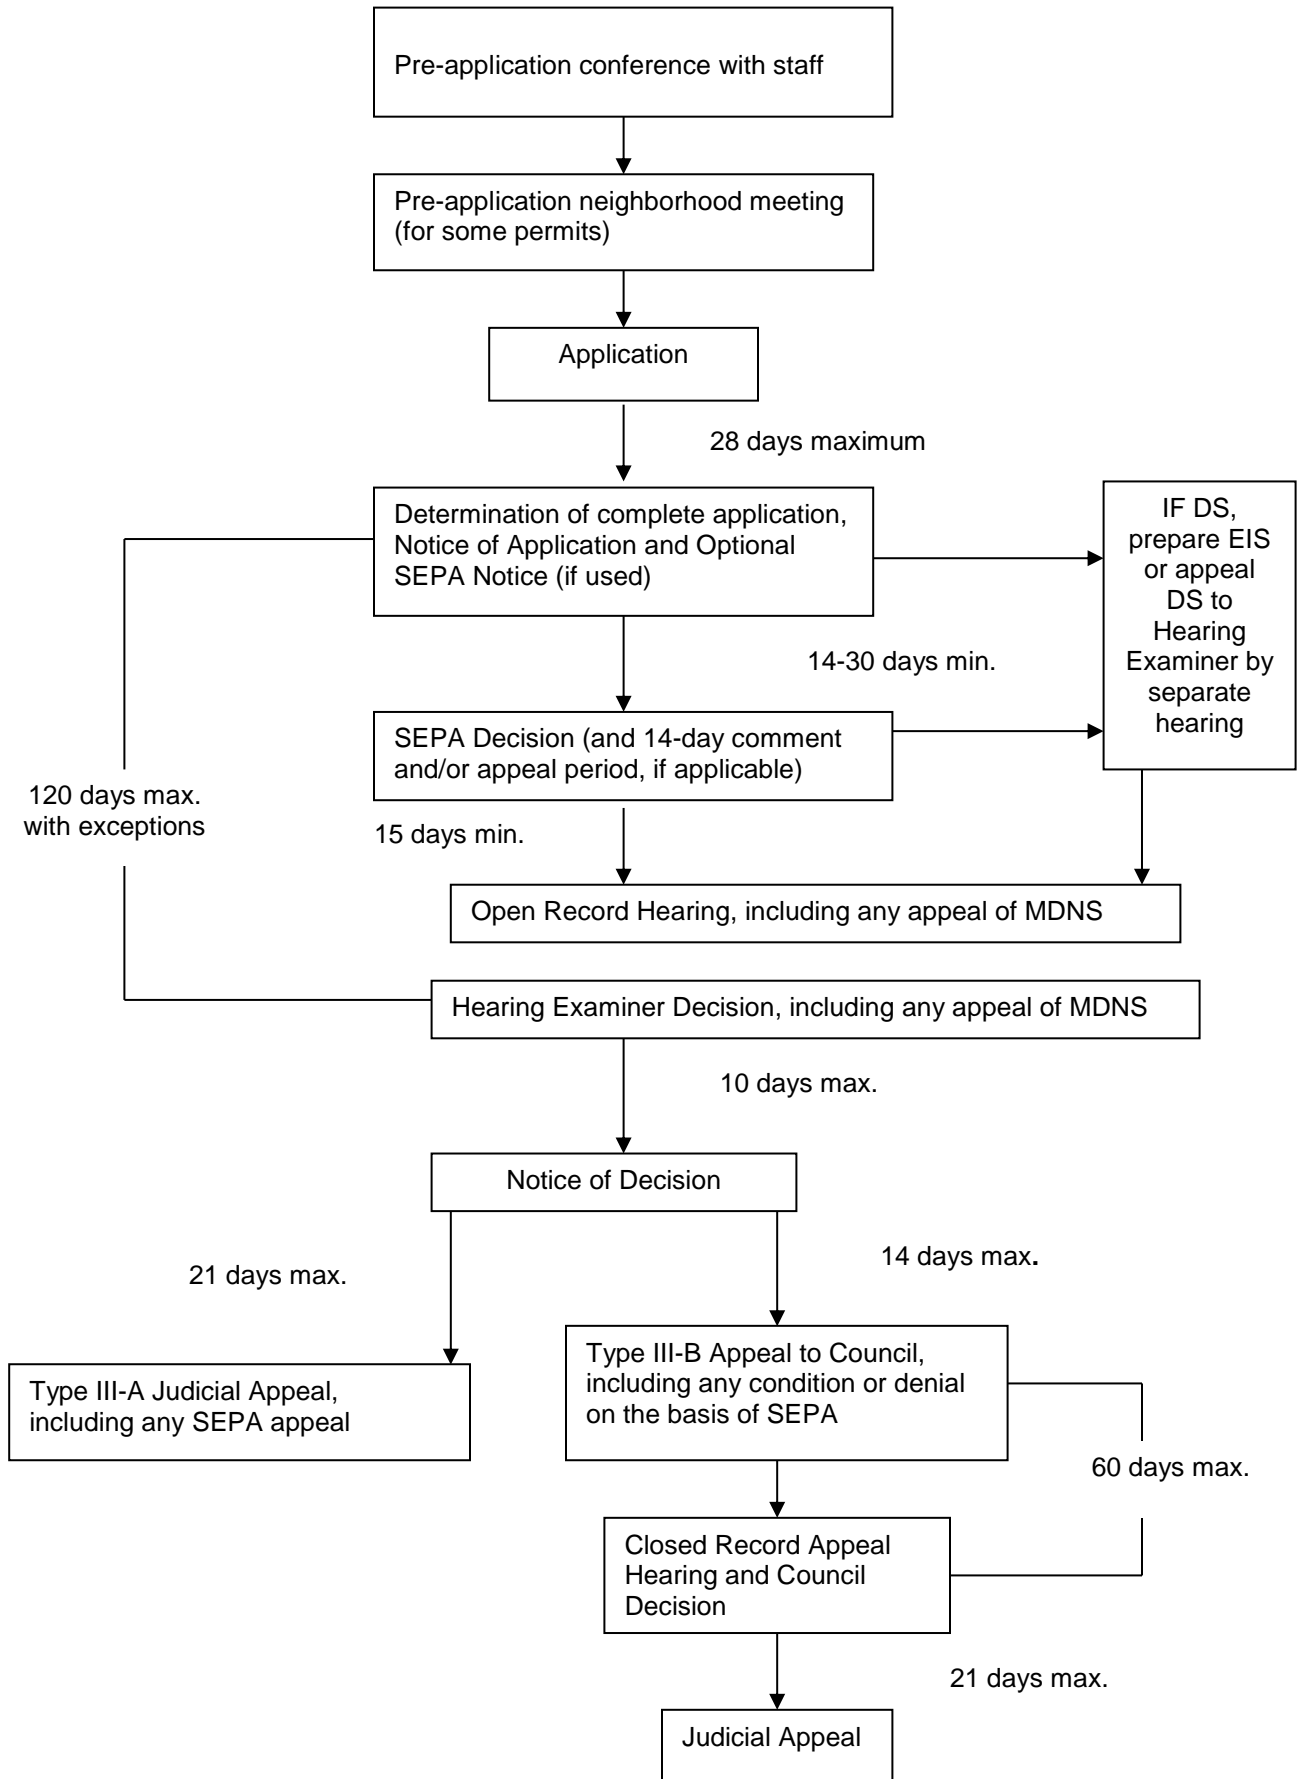 Pre-application conference with staff
Pre-application neighborhood meeting
(for some permits)
Application
28 days maximum
Determination of complete application,
Notice of Application and Optional
SEPA Notice (if used)
IF DS,
prepare EIS
or appeal
DS to
Hearing
Examiner by
separate
hearing
14-30 days min.
SEPA Decision (and 14-day comment
and/or appeal period, if applicable)
120 days max.
with exceptions
15 days min.
Open Record Hearing, including any appeal of MDNS
Hearing Examiner Decision, including any appeal of MDNS
10 days max.
Notice of Decision
21 days max.
14 days max.
Type III-A Judicial Appeal,
including any SEPA appeal
Type III-B Appeal to Council,
including any condition or denial
on the basis of SEPA
60 days max.
Closed Record Appeal
Hearing and Council
Decision
21 days max.
Judicial Appeal